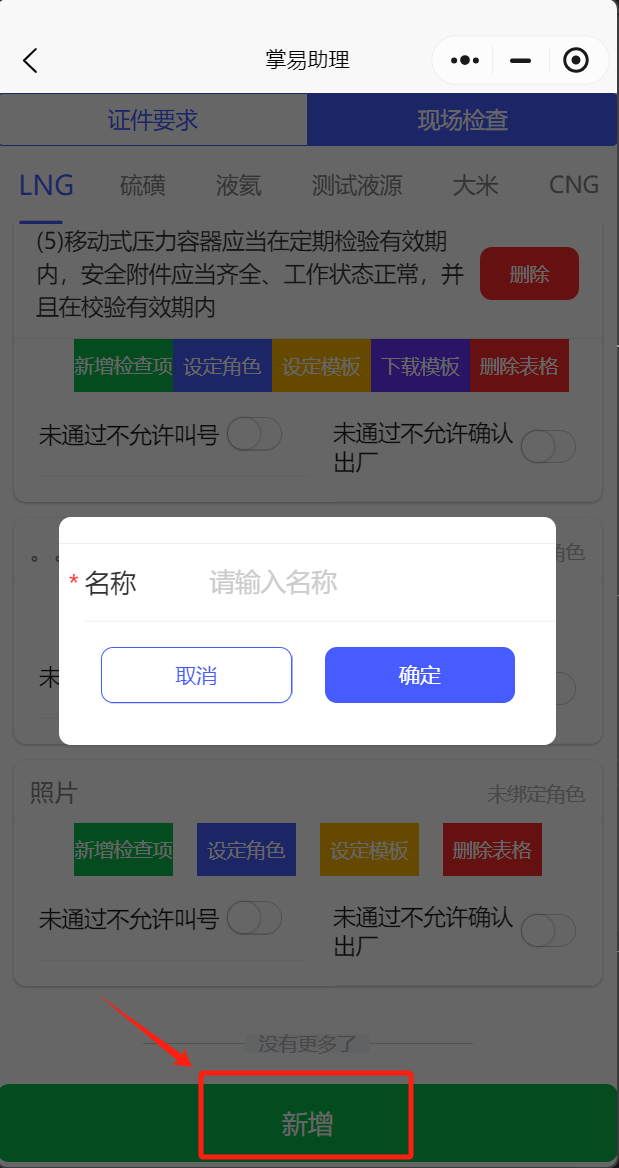 掌易助理
证件要求 现场检查
LNG 硫磺 液氦 测试液源 大米 CNG
(5)移动式压力容器应当在定期检验有效期
内，安全附件应当齐全、工作状态正常，并
且在校验有效期内
删除
新增检查项 设定角色 设定模板 下载模板 删除表格
未通过不允许叫号
未通过不允许确认
出厂
。。
角色
* 名称 请输入名称
未
取消 确定
照片 未绑定角色
新增检查项 设定角色 设定模板 删除表格
未通过不允许叫号
未通过不允许确认
出厂
没有更多了
新增